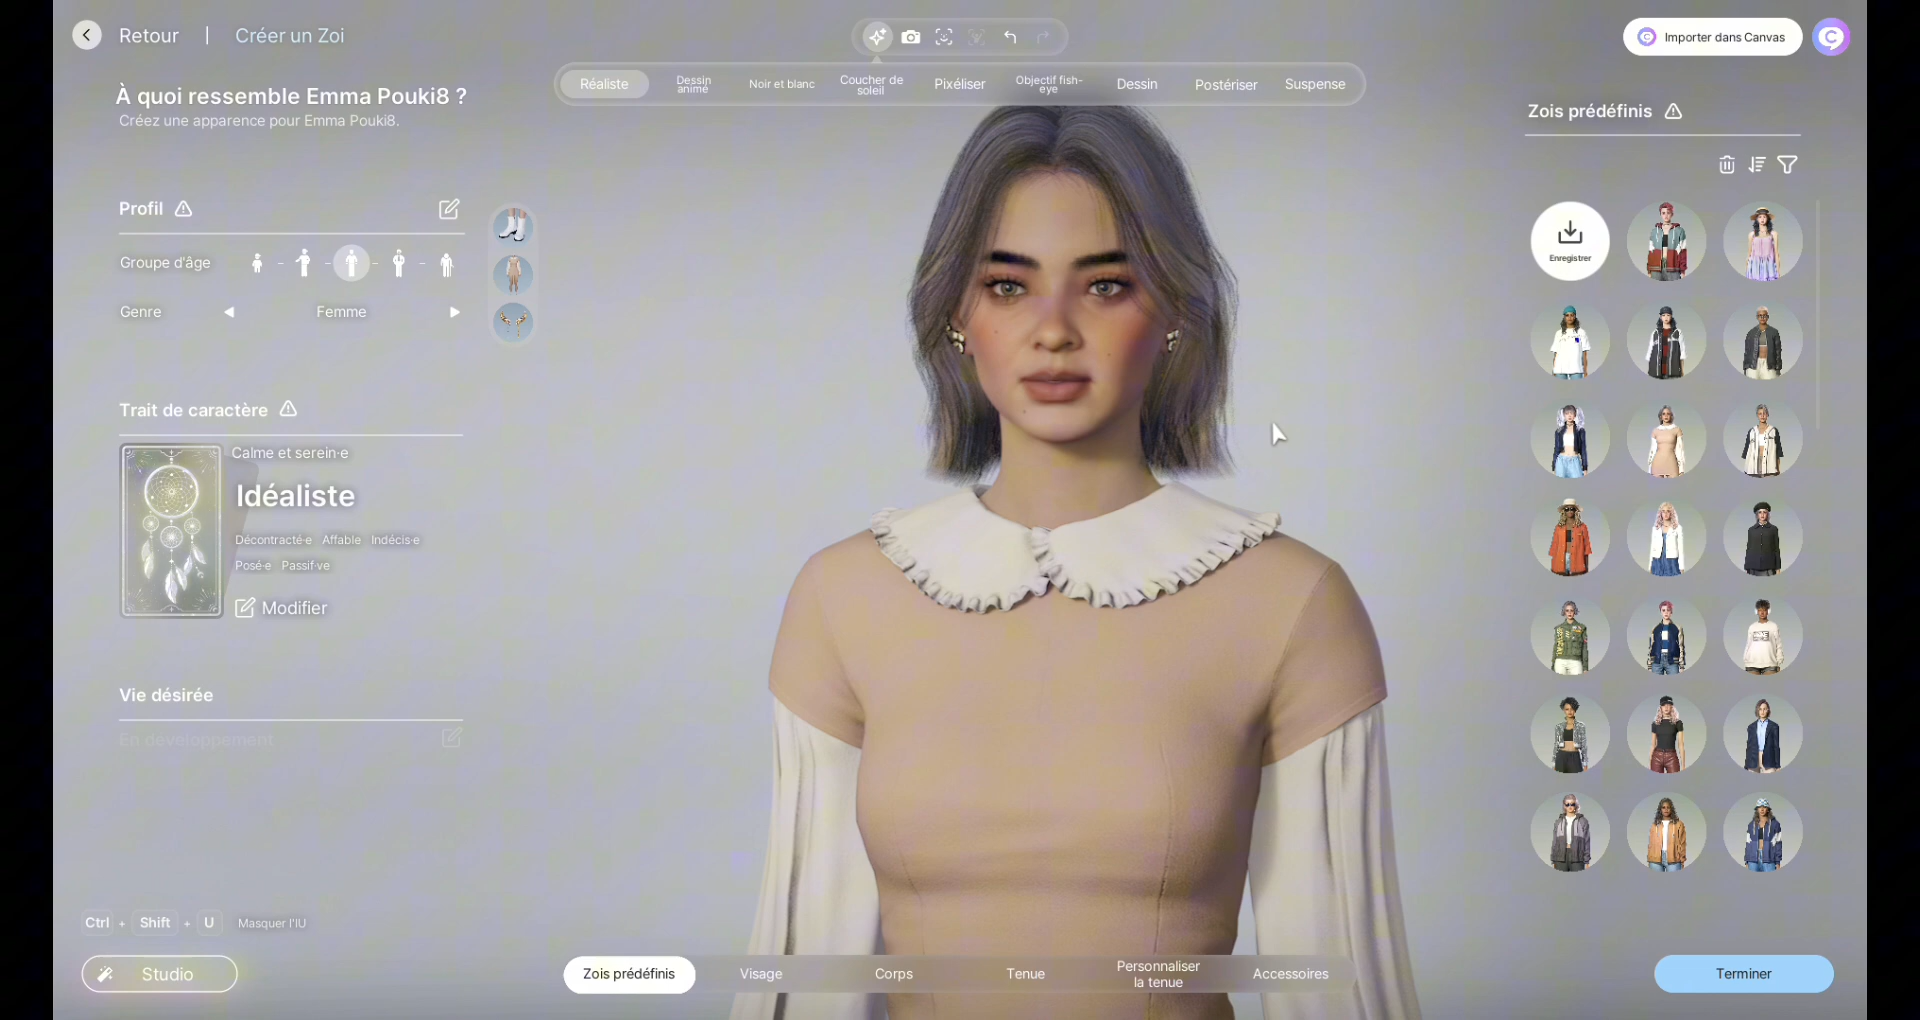 Retour | Créer un Zoi
Importer dans Canvas
Réaliste
Dessin
animé
Noir et blanc
Coucher de
soleil
Pixéliser
Objectif fish-
eye
Dessin
Postériser
Suspense
À quoi ressemble Emma Pouki8 ?
Créez une apparence pour Emma Pouki8.
Zois prédéfinis
Enregistrer
Profil
Groupe d'âge
Genre
Femme
Trait de caractère
Calme et serein·e
Idéaliste
Décontracté·e Affable Indécis·e
Posé·e Passif·ve
Modifier
Vie désirée
En développement
Ctrl + Shift + U Masquer l'IU
Studio
Zois prédéfinis
Visage
Corps
Tenue
Personnaliser
la tenue
Accessoires
Terminer